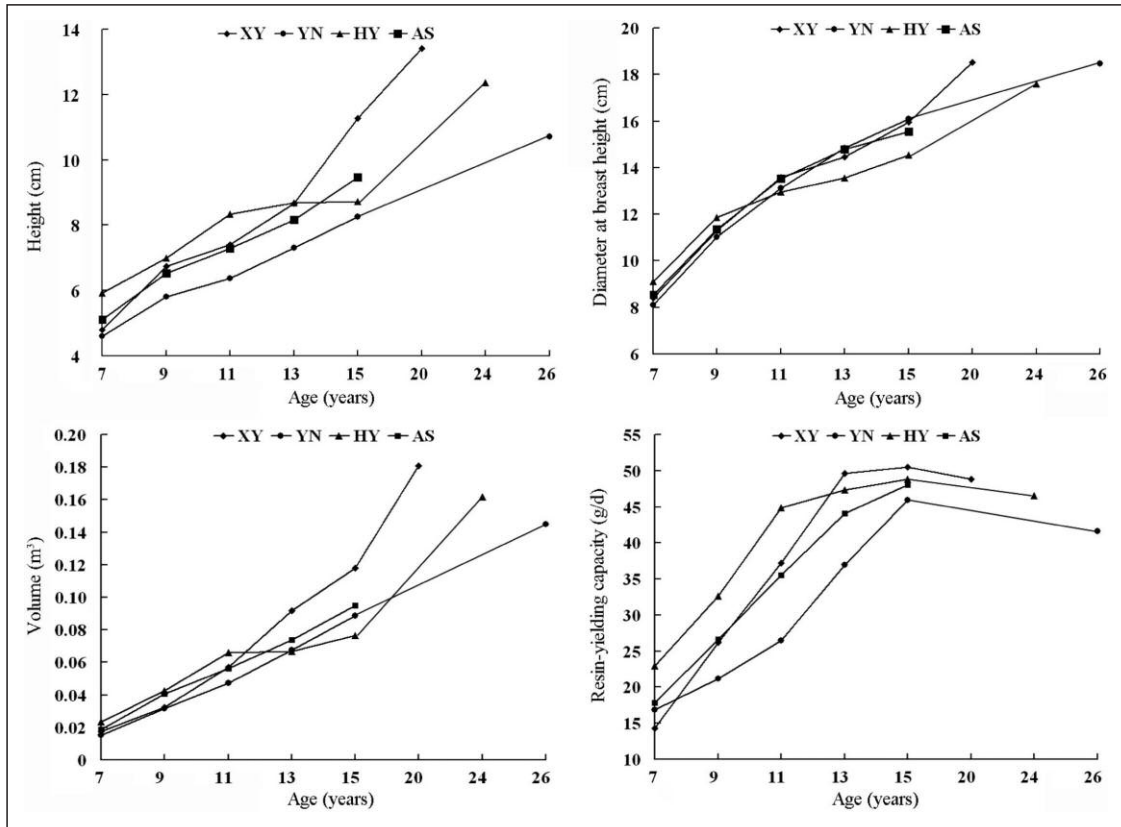 XY YN HY AS
14
12
10
8
6
4
Height (cm)
7 9 11 13 15 20 24 26
Age (years)
XY YN HY AS
20
18
16
14
12
10
8
6
Diameter at breast height (cm)
7 9 11 13 15 20 24 26
Age (years)
XY YN HY AS
0.20
0.18
0.16
0.14
0.12
0.10
0.08
0.06
0.04
0.02
0
Volume (m³)
7 9 11 13 15 20 24 26
Age (years)
XY YN HY AS
55
50
45
40
35
30
25
20
15
10
Resin-yielding capacity (g/d)
7 9 11 13 15 20 24 26
Age (years)